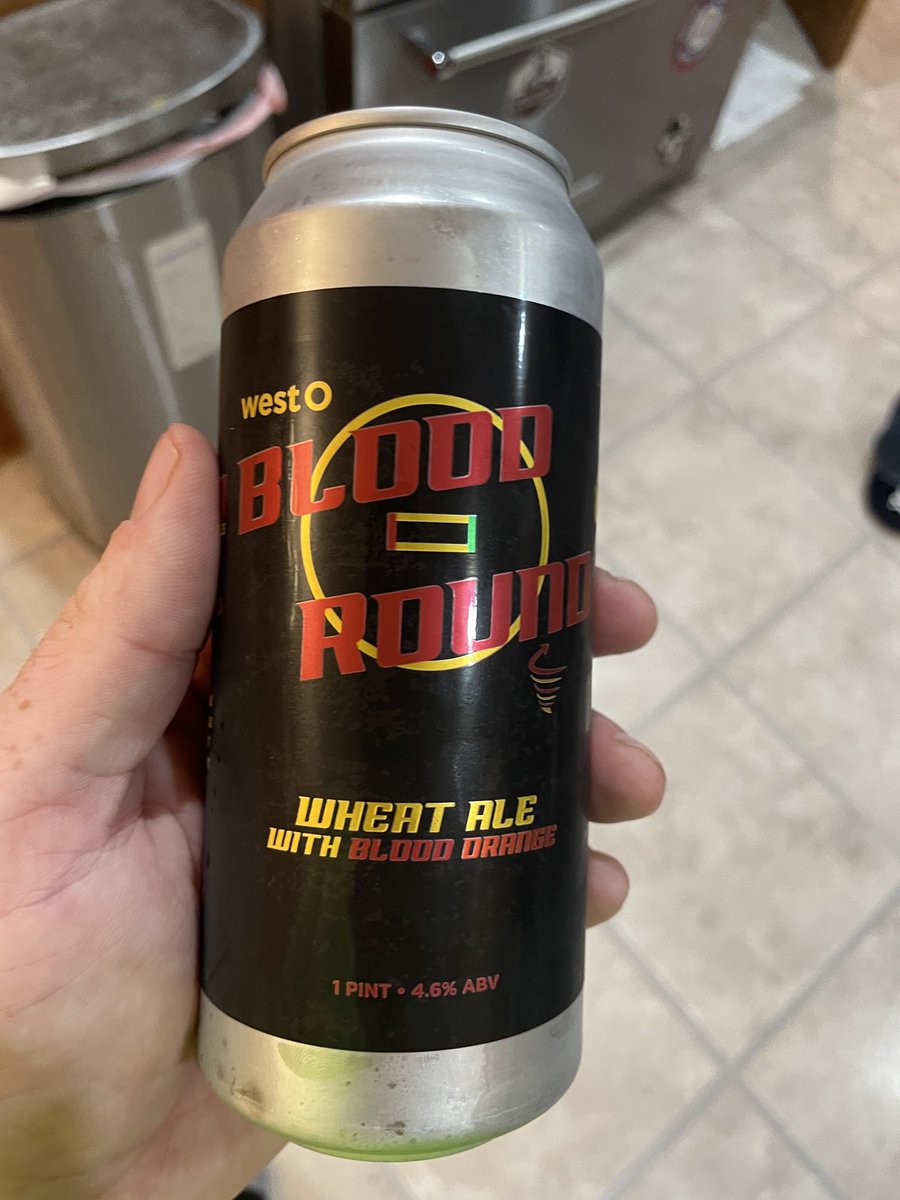 west O
BLOOD
ROUND
WHEAT ALE
WITH BLOOD ORANGE
1 PINT • 4.6% ABV